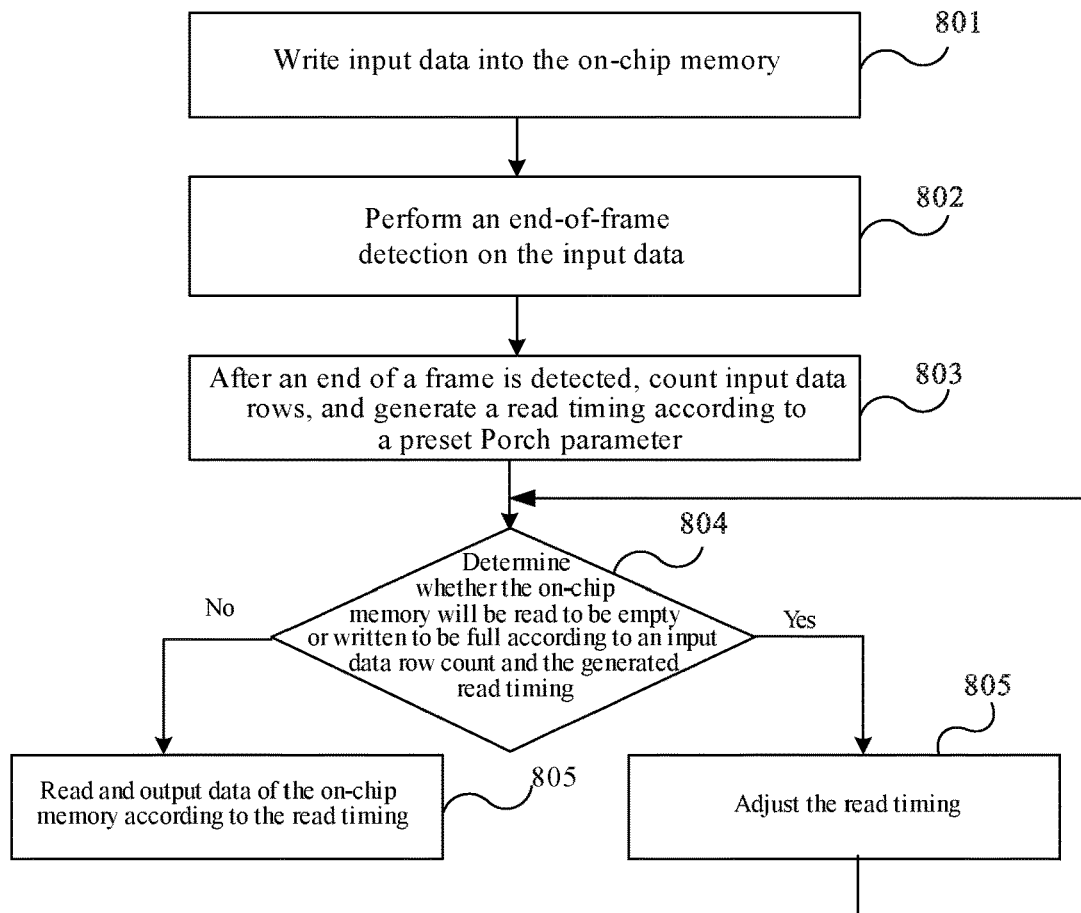 801
Write input data into the on-chip memory
802
Perform an end-of-frame
detection on the input data
803
After an end of a frame is detected, count input data
rows, and generate a read timing according to
a preset Porch parameter
804
Determine
whether the on-chip
memory will be read to be empty
or written to be full according to an input
data row count and the generated
read timing
No
Yes
805
Read and output data of the on-chip
memory according to the read timing
805
Adjust the read timing